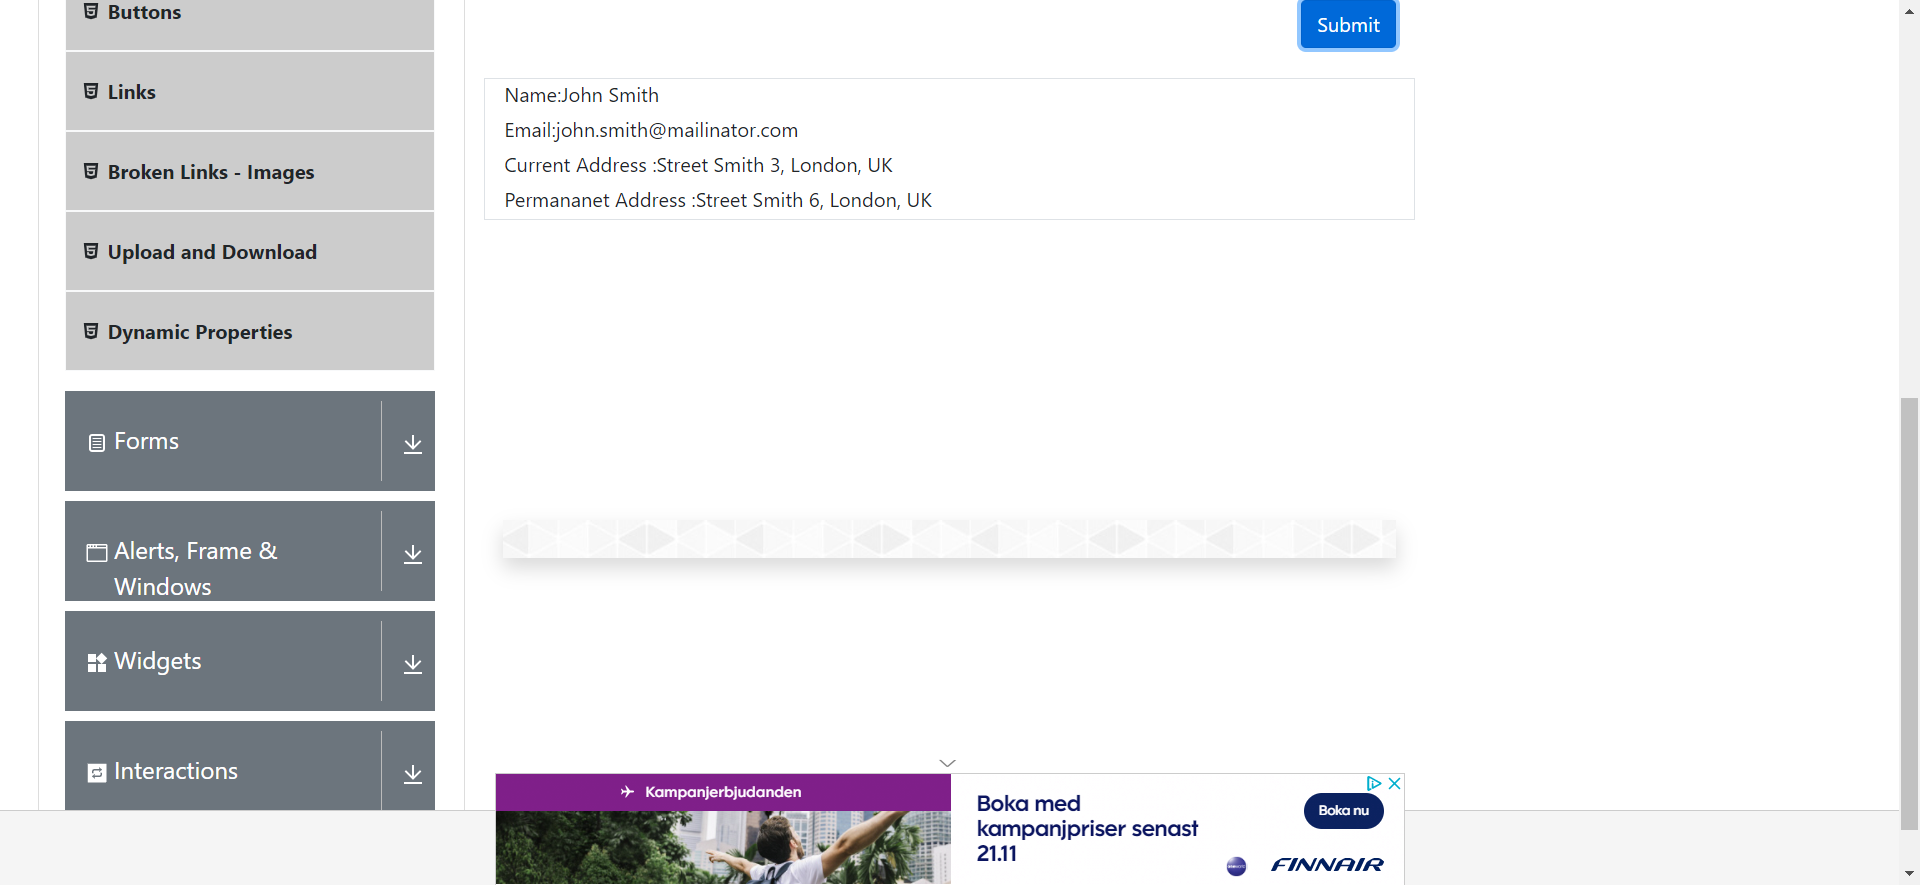 Buttons
Links
Broken Links - Images
Upload and Download
Dynamic Properties
Forms
Alerts, Frame &
Windows
Widgets
Interactions
Submit
Name:John Smith
Email:john.smith@mailinator.com
Current Address :Street Smith 3, London, UK
Permananet Address :Street Smith 6, London, UK
Kampanjerbjudanden
Boka med
kampanjpriser senast
21.11
Boka nu
FINNAIR